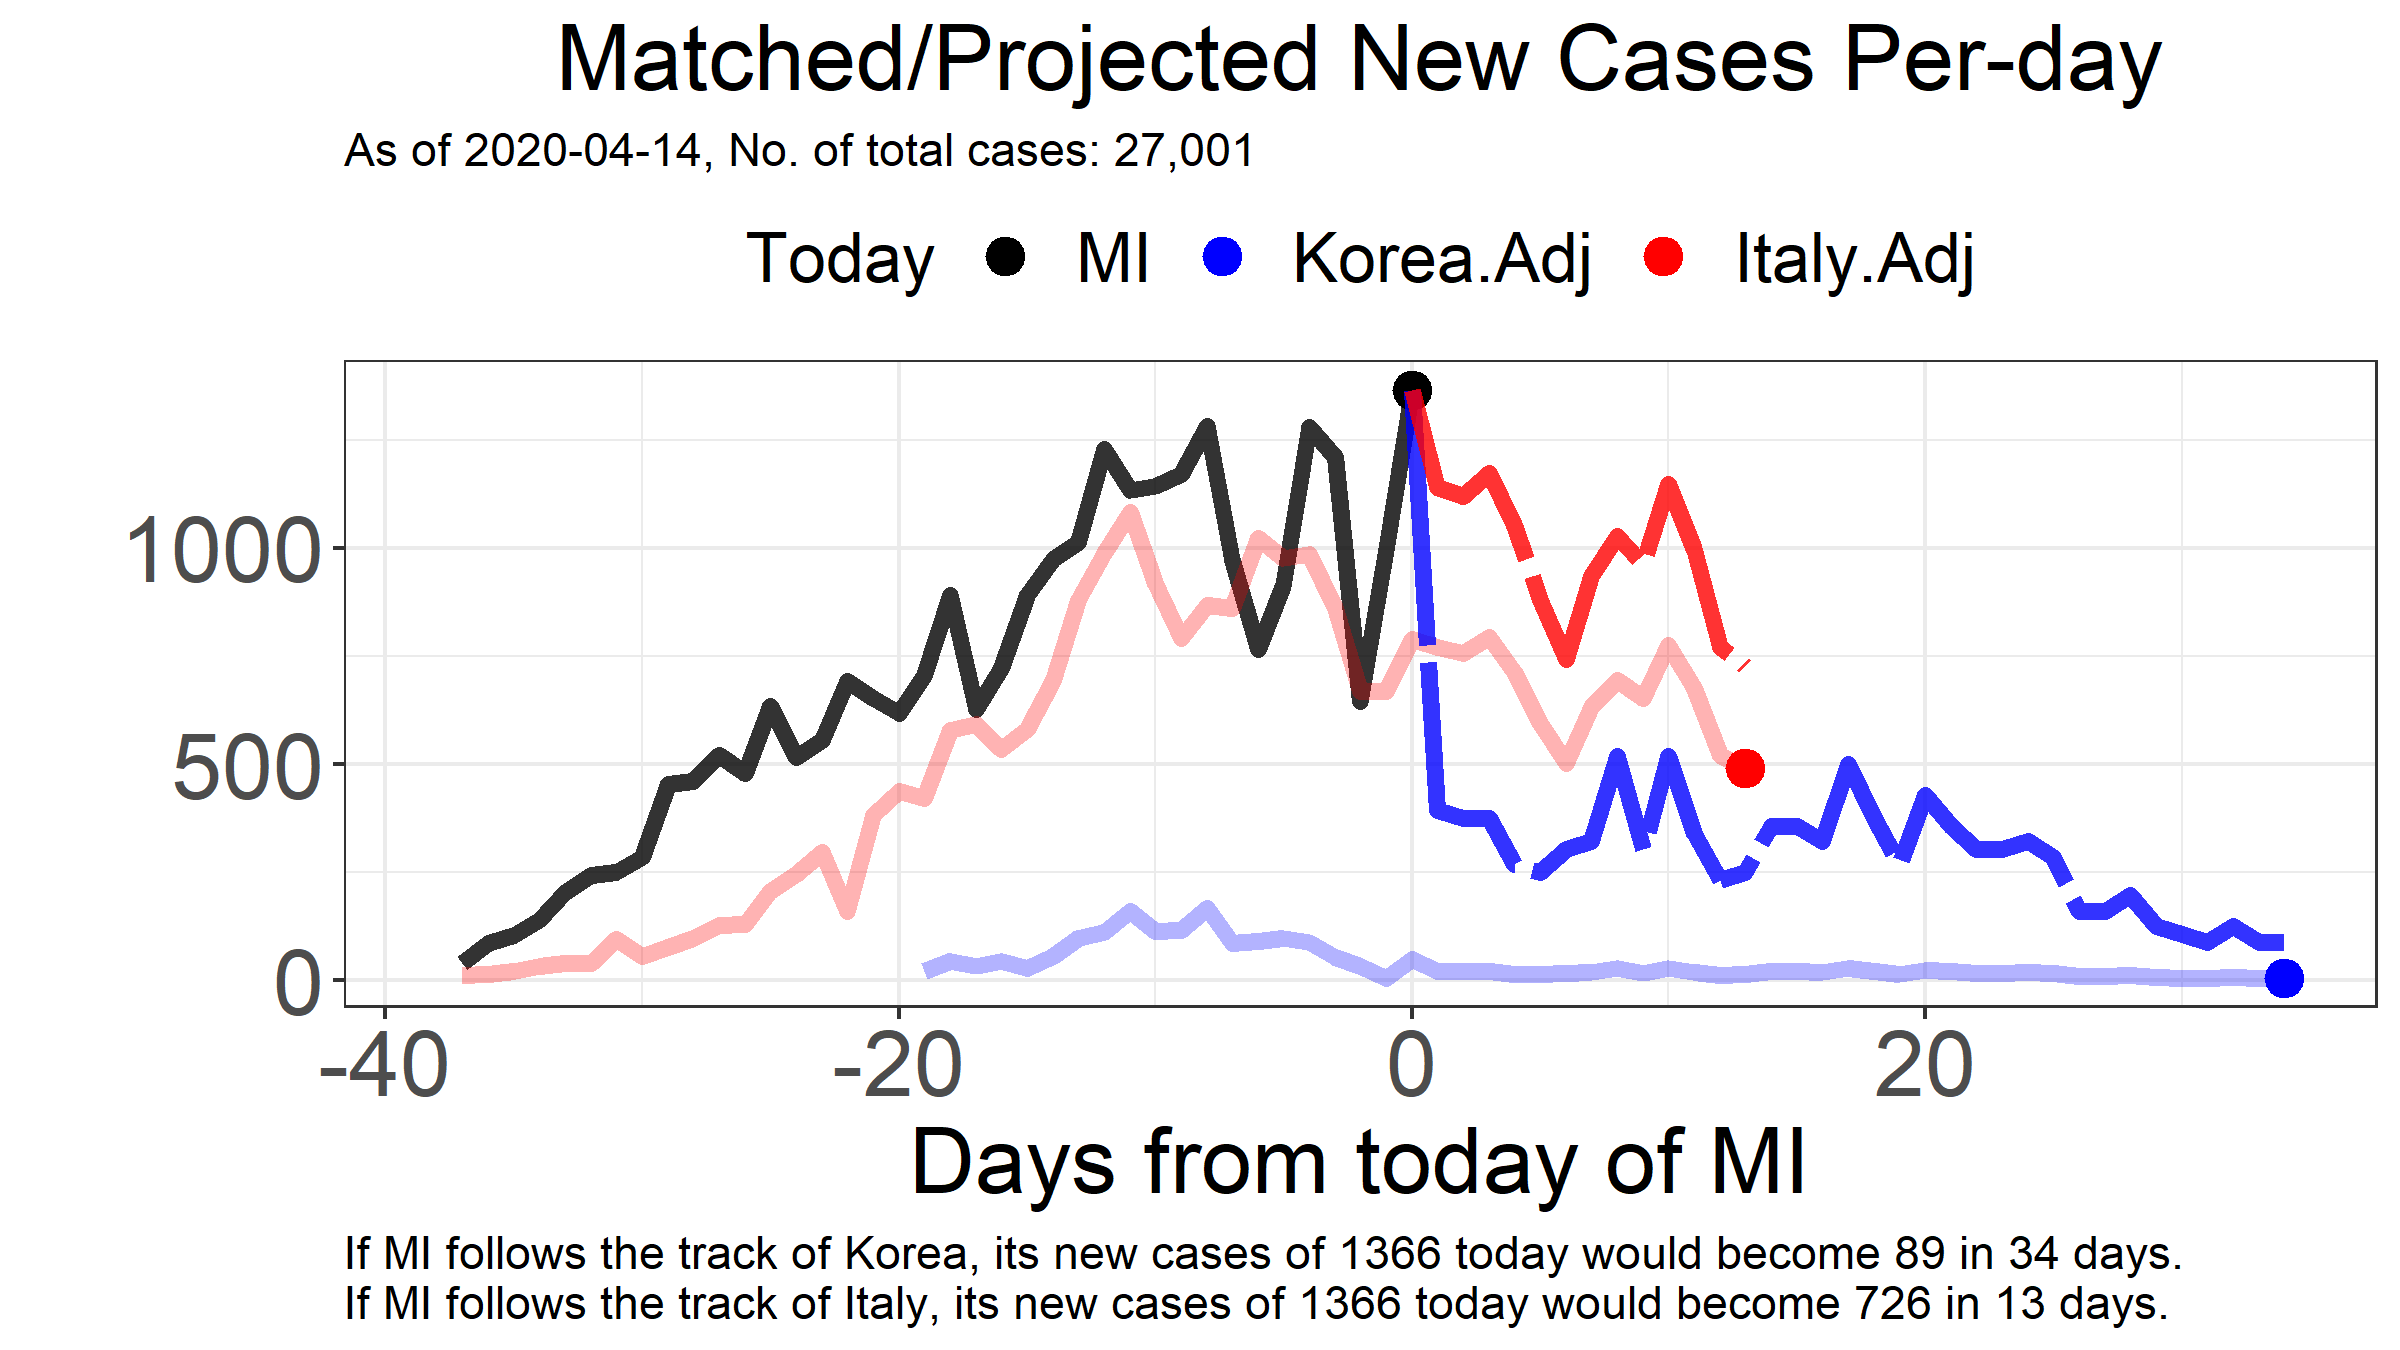 Matched/Projected New Cases Per-day
As of 2020-04-14, No. of total cases: 27,001
Today MI Korea.Adj Italy.Adj
1000
500
0
-40 -20 0 20
Days from today of MI
If MI follows the track of Korea, its new cases of 1366 today would become 89 in 34 days.
If MI follows the track of Italy, its new cases of 1366 today would become 726 in 13 days.